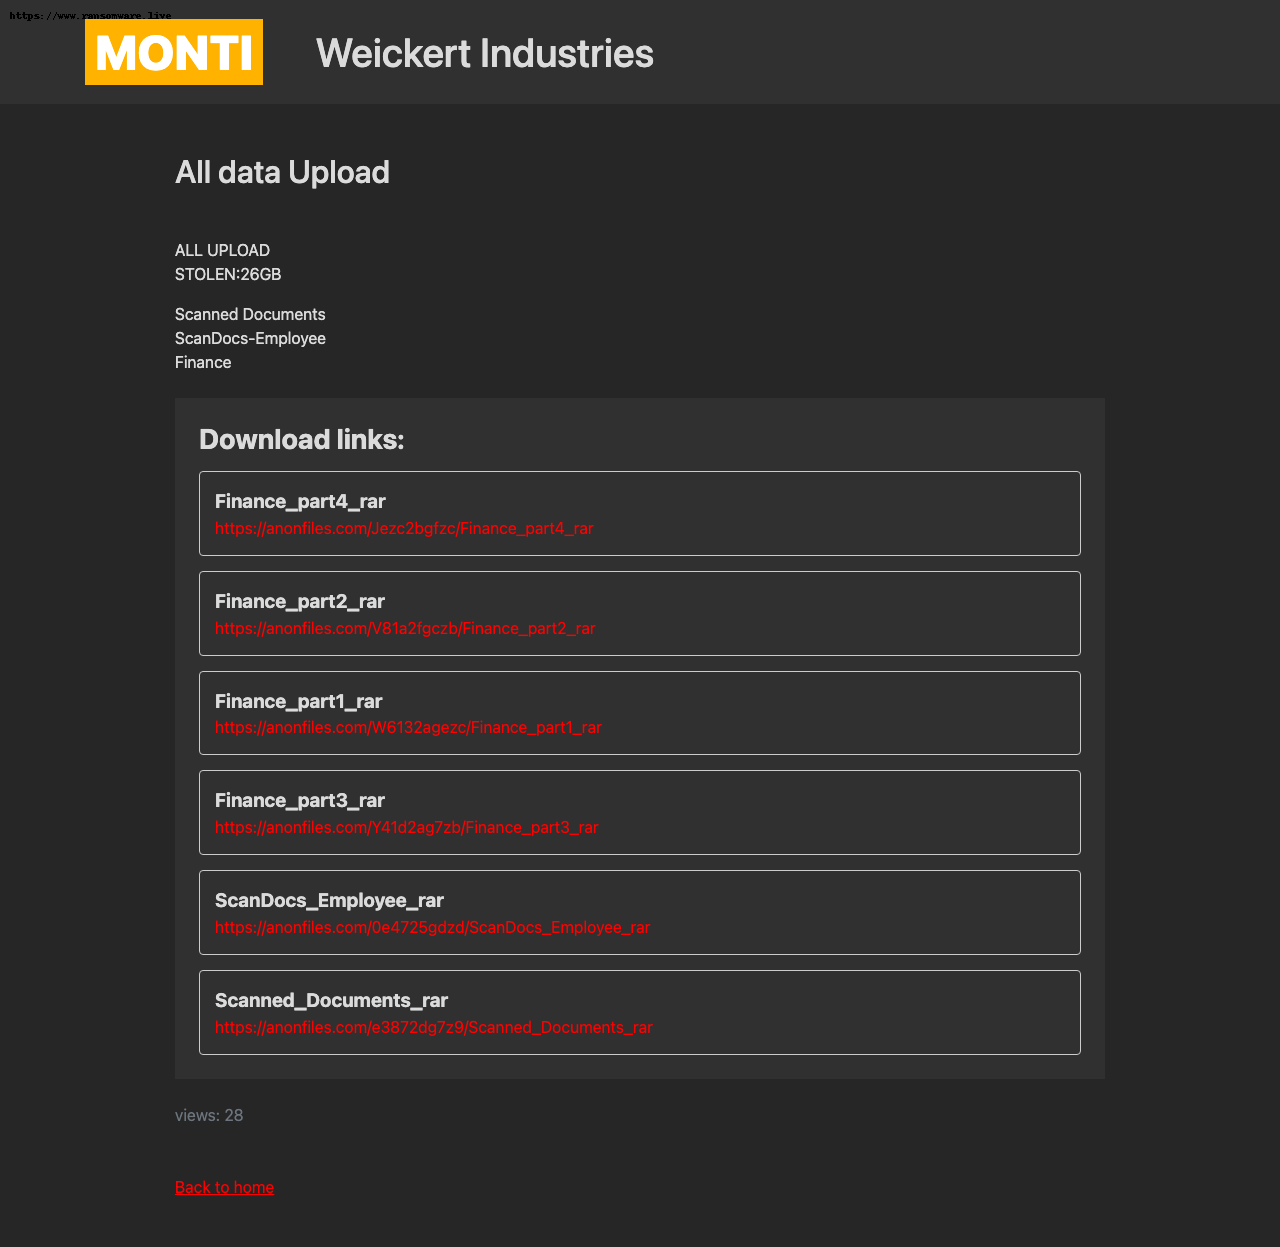 https://www.ransomware.live
MONTI
Weickert Industries
All data Upload
ALL UPLOAD
STOLEN:26GB
Scanned Documents
ScanDocs-Employee
Finance
Download links:
Finance_part4_rar
https://anonfiles.com/Jezc2bgfzc/Finance_part4_rar
Finance_part2_rar
https://anonfiles.com/V81a2fgczb/Finance_part2_rar
Finance_part1_rar
https://anonfiles.com/W6132agezc/Finance_part1_rar
Finance_part3_rar
https://anonfiles.com/Y41d2ag7zb/Finance_part3_rar
ScanDocs_Employee_rar
https://anonfiles.com/0e4725gdzd/ScanDocs_Employee_rar
Scanned_Documents_rar
https://anonfiles.com/e3872dg7z9/Scanned_Documents_rar
views: 28
Back to home